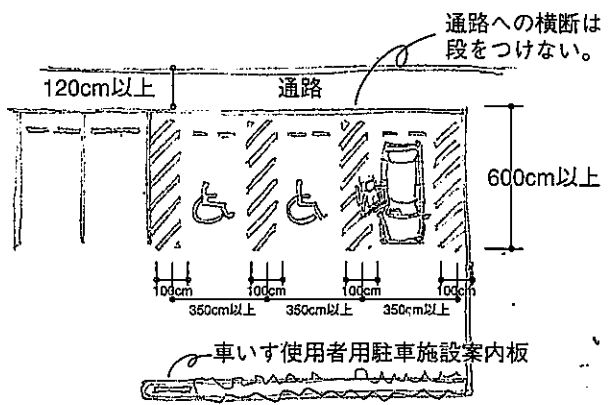 通路への横断は
段をつけない。
120cm以上
通路
600cm以上
100cm
100cm
100cm
100cm
350cm以上
350cm以上
350cm以上
車いす使用者用駐車施設案内板